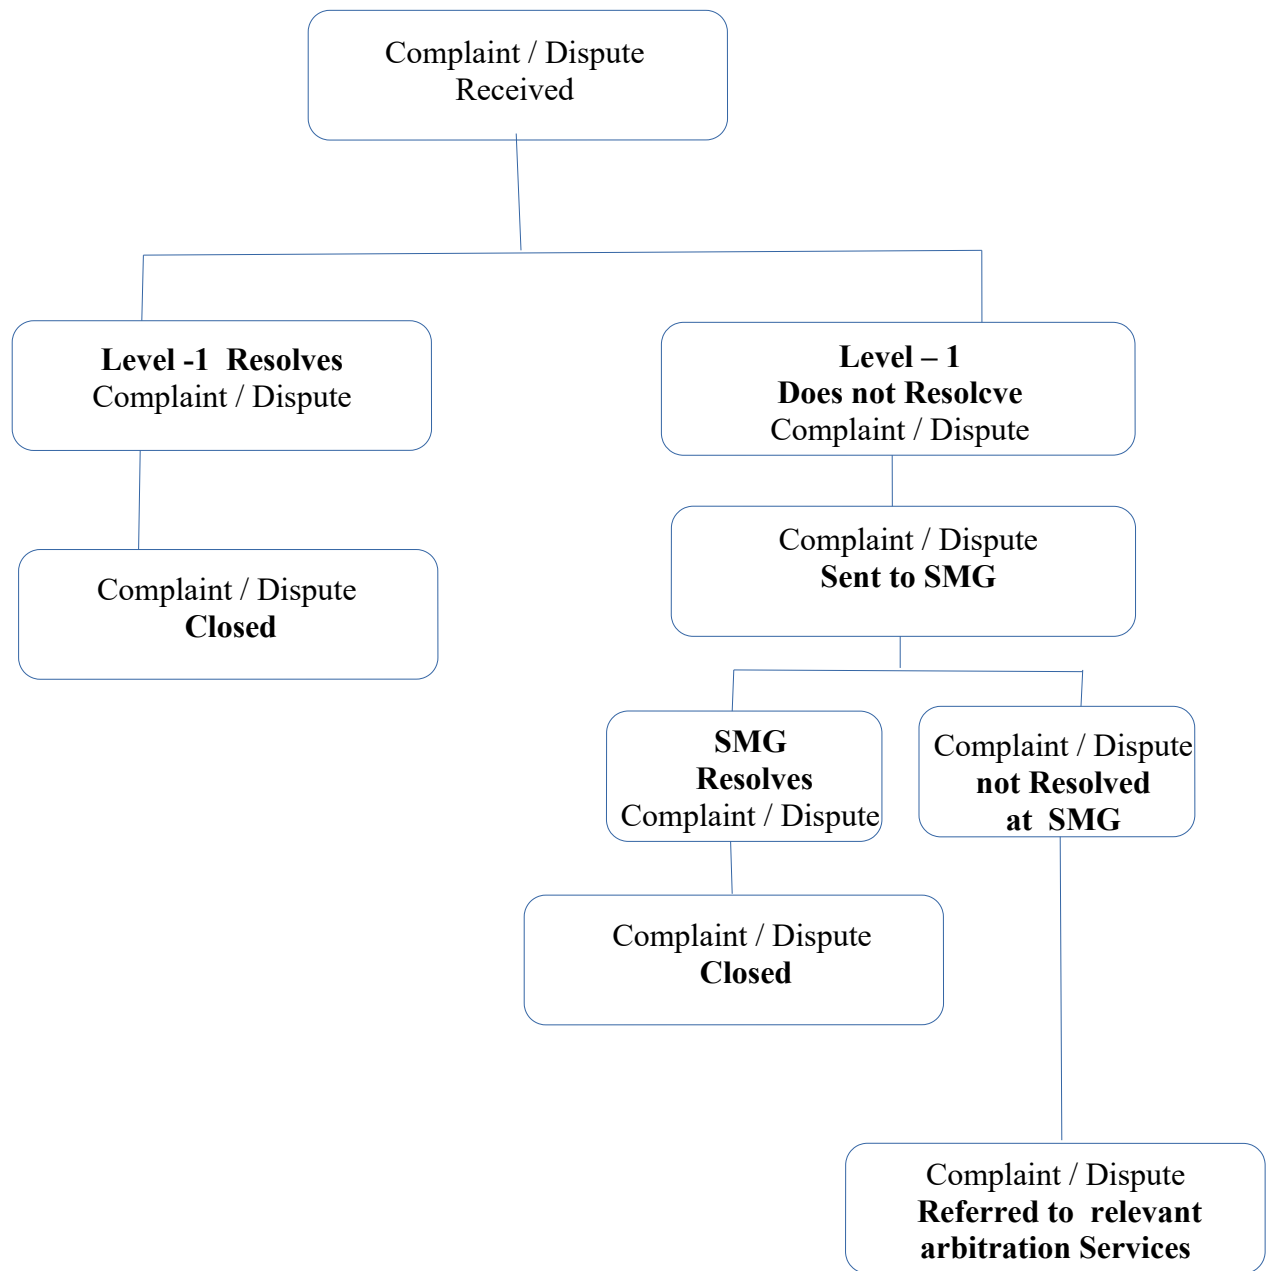 Complaint / Dispute
Received
Level -1  Resolves
Complaint / Dispute
Level – 1
Does not Resolcve
Complaint / Dispute
Complaint / Dispute
Sent to SMG
Complaint / Dispute
Closed
SMG
Resolves
Complaint / Dispute
Complaint / Dispute
not Resolved
at  SMG
Complaint / Dispute
Closed
Complaint / Dispute
Referred to  relevant
arbitration Services